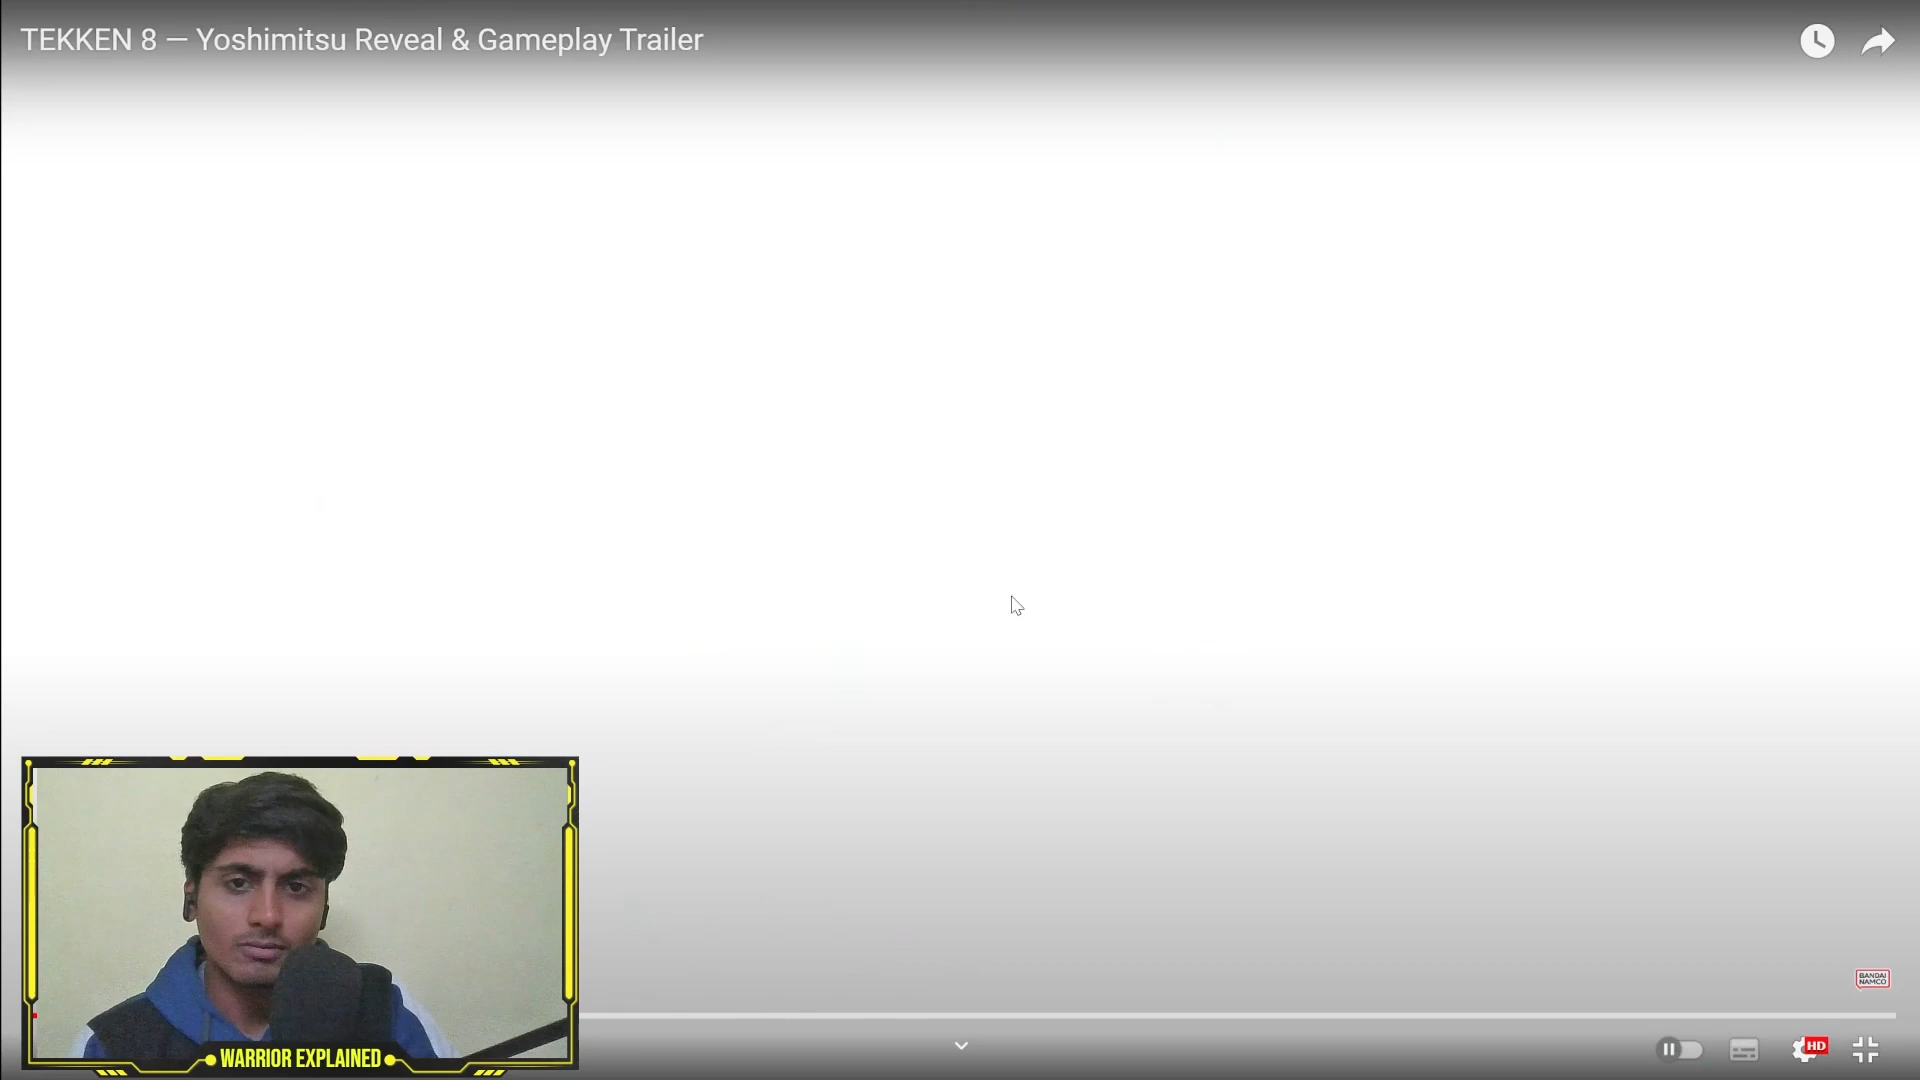 TEKKEN 8 — Yoshimitsu Reveal & Gameplay Trailer
BANDAI
NAMCO
HD
WARRIOR EXPLAINED